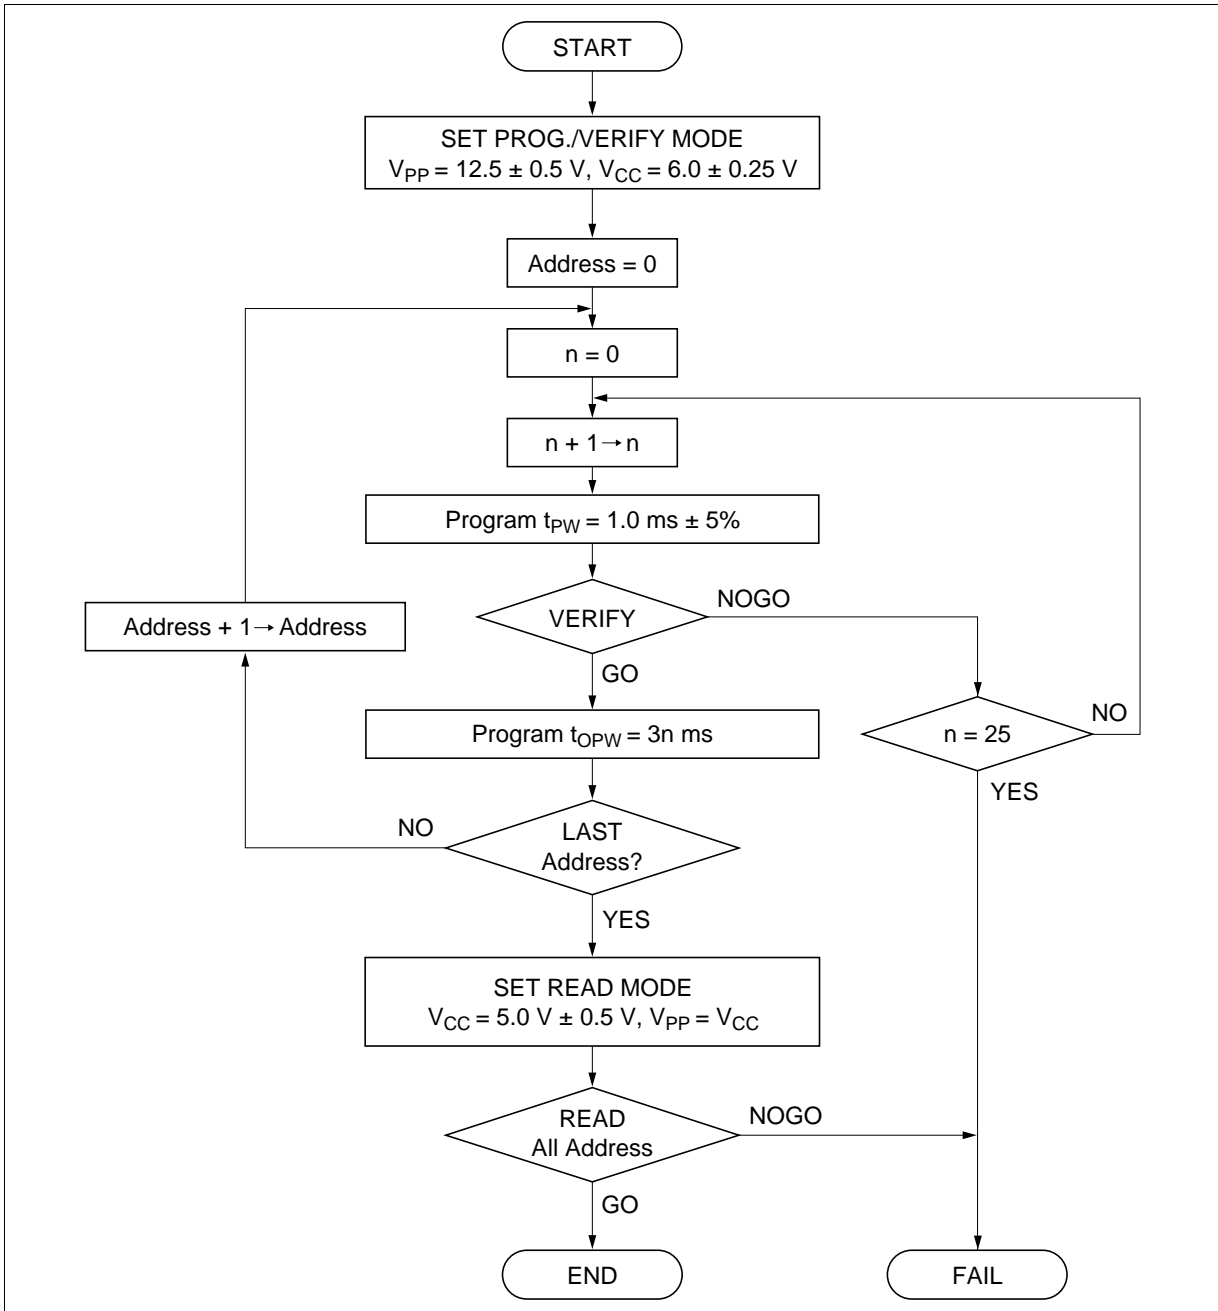 START
SET PROG./VERIFY MODE
VPP = 12.5 ± 0.5 V, VCC = 6.0 ± 0.25 V
Address = 0
n = 0
n + 1→n
Program tPW = 1.0 ms ± 5%
VERIFY
NOGO
Address + 1→ Address
GO
Program tOPW = 3n ms
n = 25
NO
YES
NO
LAST
Address?
YES
SET READ MODE
VCC = 5.0 V ± 0.5 V, VPP = VCC
READ
All Address
NOGO
GO
END
FAIL